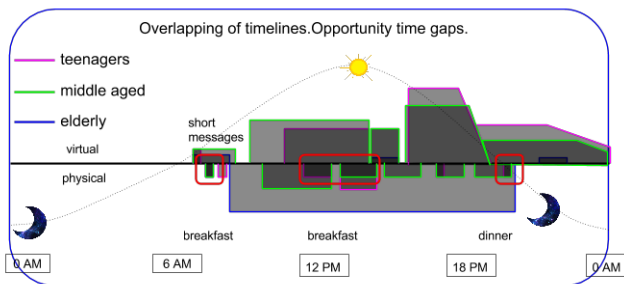 Overlapping of timelines.Opportunity time gaps.
teenagers
middle aged
elderly
short
messages
virtual
physical
breakfast
breakfast
dinner
0 AM
6 AM
12 PM
18 PM
0 AM